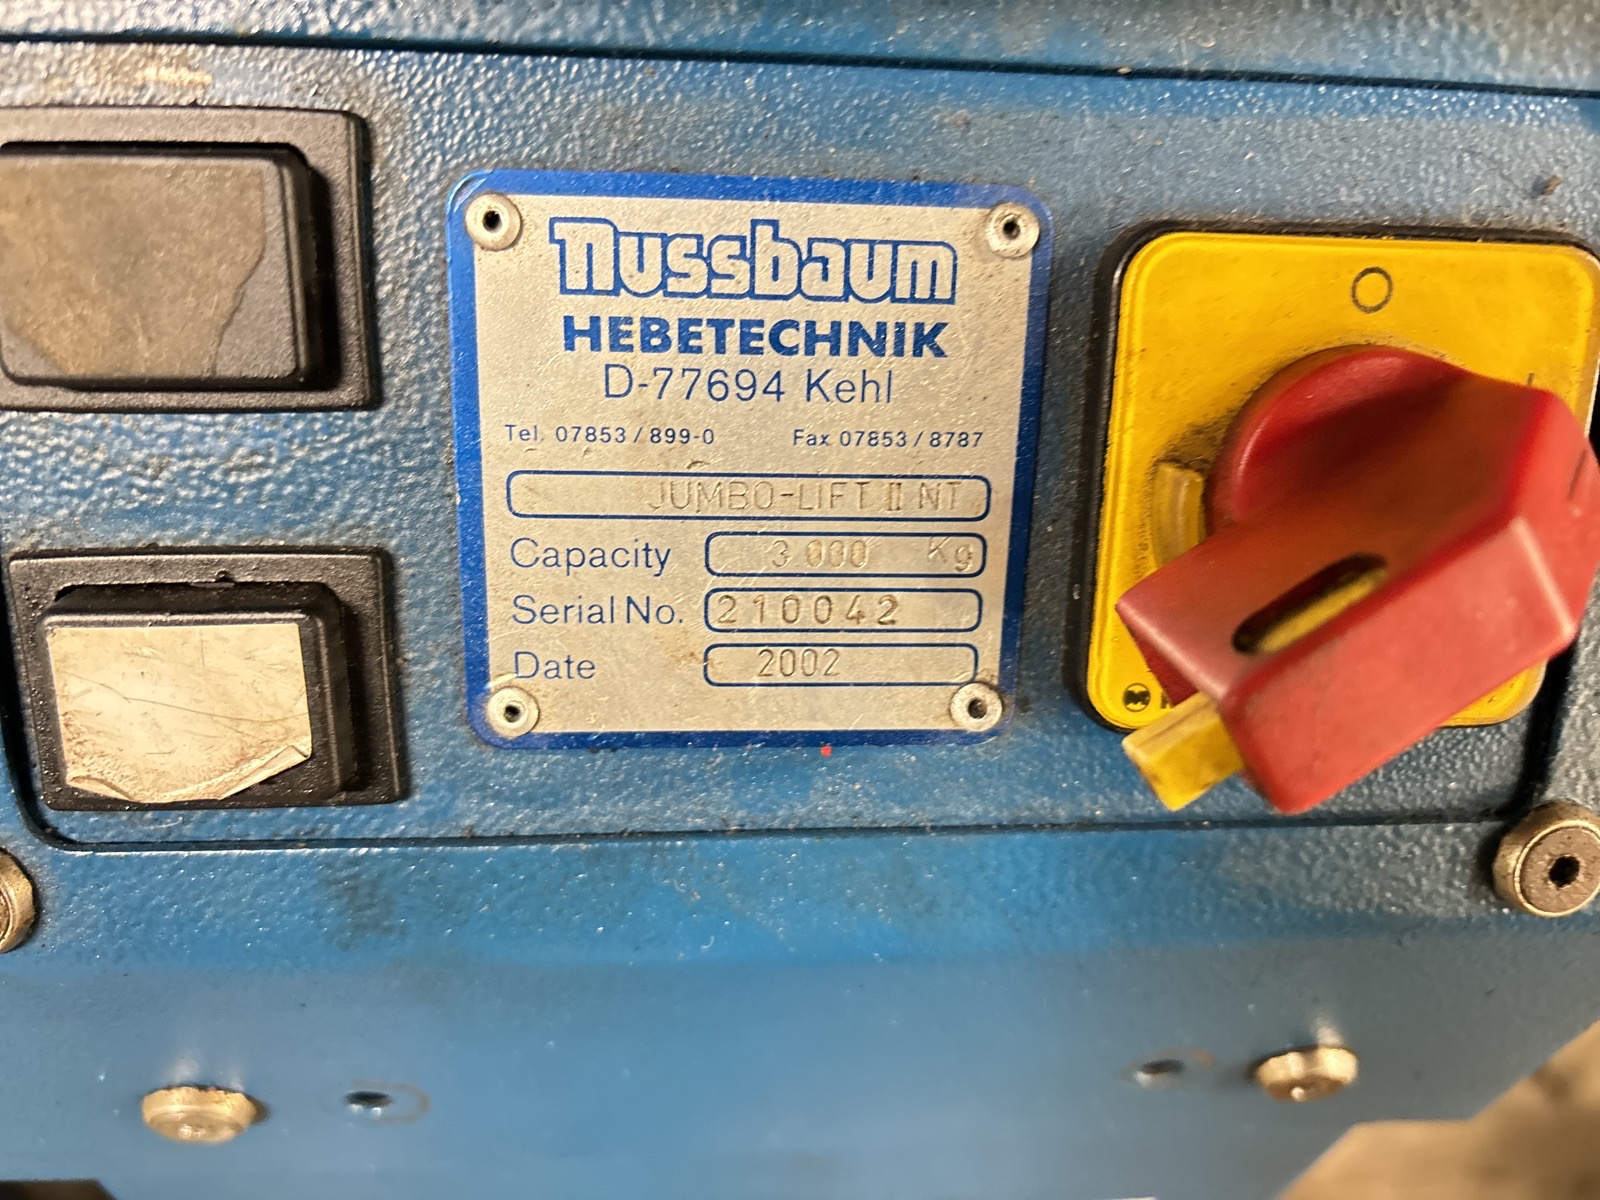 nussbaum
HEBETECHNIK
D-77694 Kehl
Tel. 07853/899-0 Fax 07853/8787
JUMBO-LIFT II NT
Capacity 3 000 Kg
Serial No. 210042
Date 2002
O